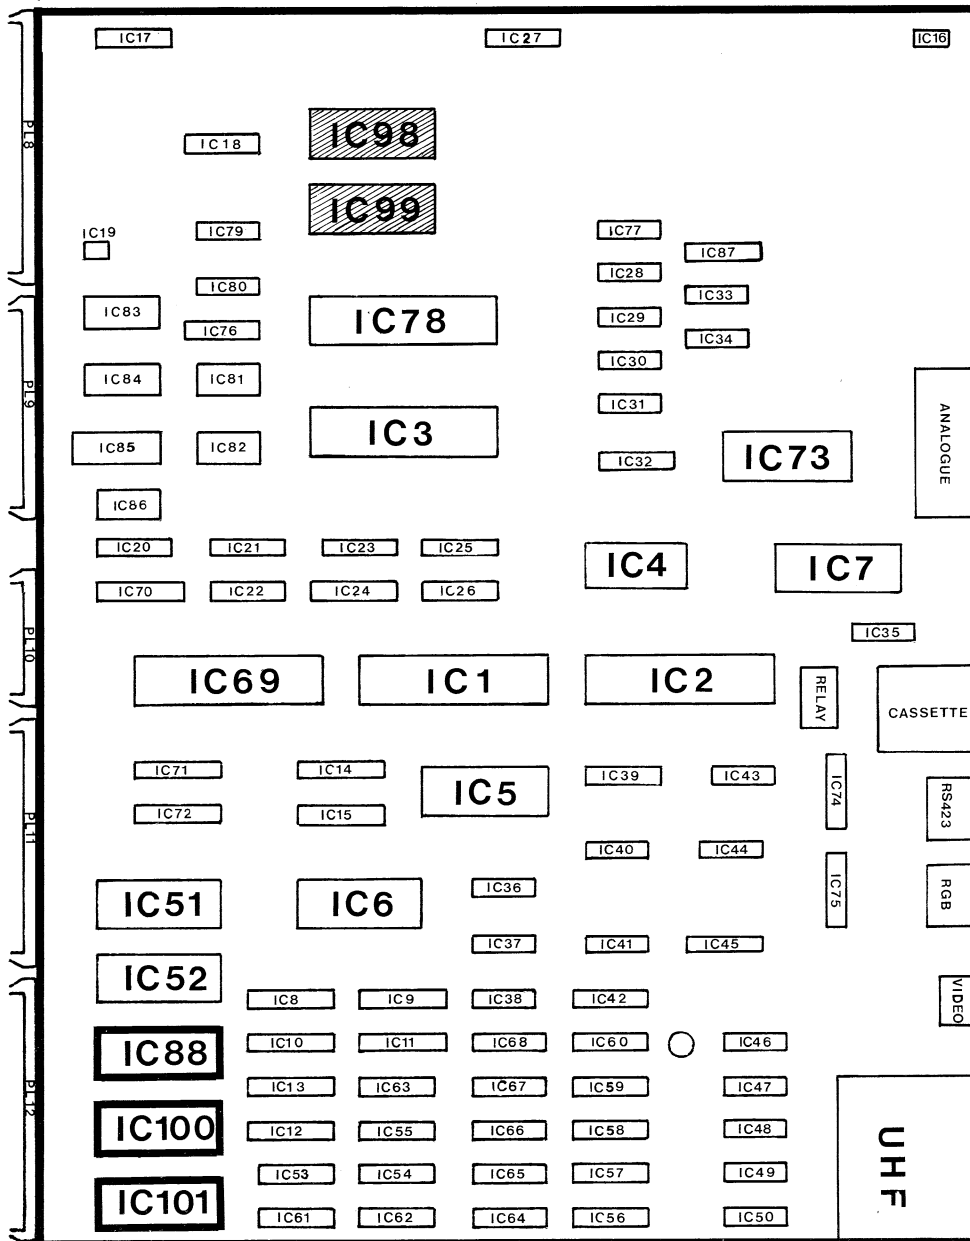 IC17 IC27 IC16
PL8
IC18 IC98
IC99
IC19 IC79 IC77
IC87
IC28
IC80 IC33
IC83 IC78 IC29
IC76 IC34
IC30
IC84 IC81
PL9
IC31
IC3
ANALOGUE
IC85 IC82 IC32 IC73
IC86
IC20 IC21 IC23 IC25
IC4 IC7
IC70 IC22 IC24 IC26
IC35
PL10
IC69 IC1 IC2
RELAY
CASSETTE
IC71 IC14 IC39 IC43
IC5
IC74
RS423
IC72 IC15
PL11
IC40 IC44
IC36
IC75
RGB
IC51 IC6
IC37 IC41 IC45
IC52
IC8 IC9 IC38 IC42
VIDEO
IC88 IC10 IC11 IC68 IC60 IC46
IC13 IC63 IC67 IC59 IC47
PL12
IC100 IC12 IC55 IC66 IC58 IC48
UHF
IC53 IC54 IC65 IC57 IC49
IC101
IC61 IC62 IC64 IC56 IC50